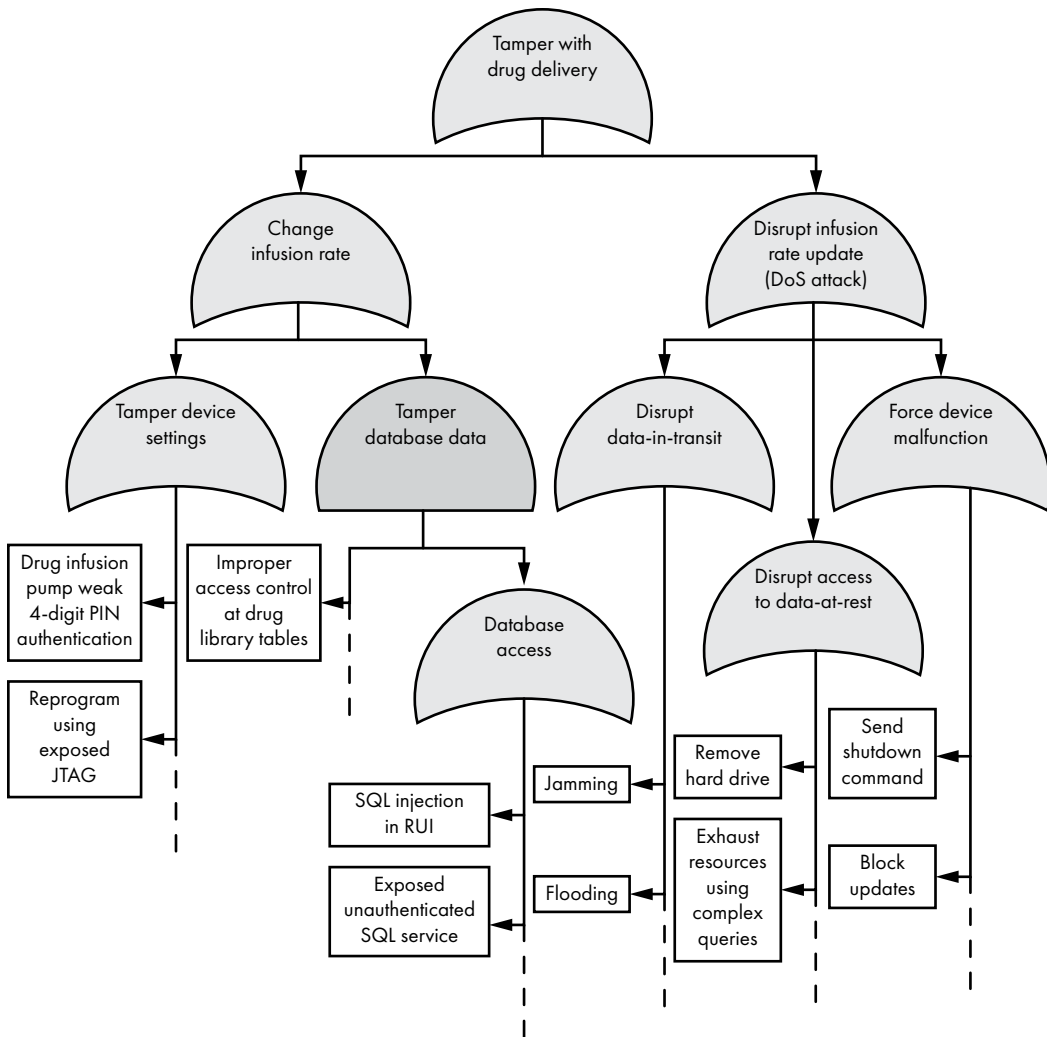 Tamper with
drug delivery
Change
infusion rate
Disrupt infusion
rate update
(DoS attack)
Tamper device
settings
Tamper
database data
Disrupt
data-in-transit
Force device
malfunction
Drug infusion
pump weak
4-digit PIN
authentication
Improper
access control
at drug
library tables
Disrupt access
to data-at-rest
Database
access
Reprogram
using
exposed
JTAG
Send
shutdown
command
Remove
hard drive
Jamming
SQL injection
in RUI
Exhaust
resources
using
complex
queries
Block
updates
Flooding
Exposed
unauthenticated
SQL service